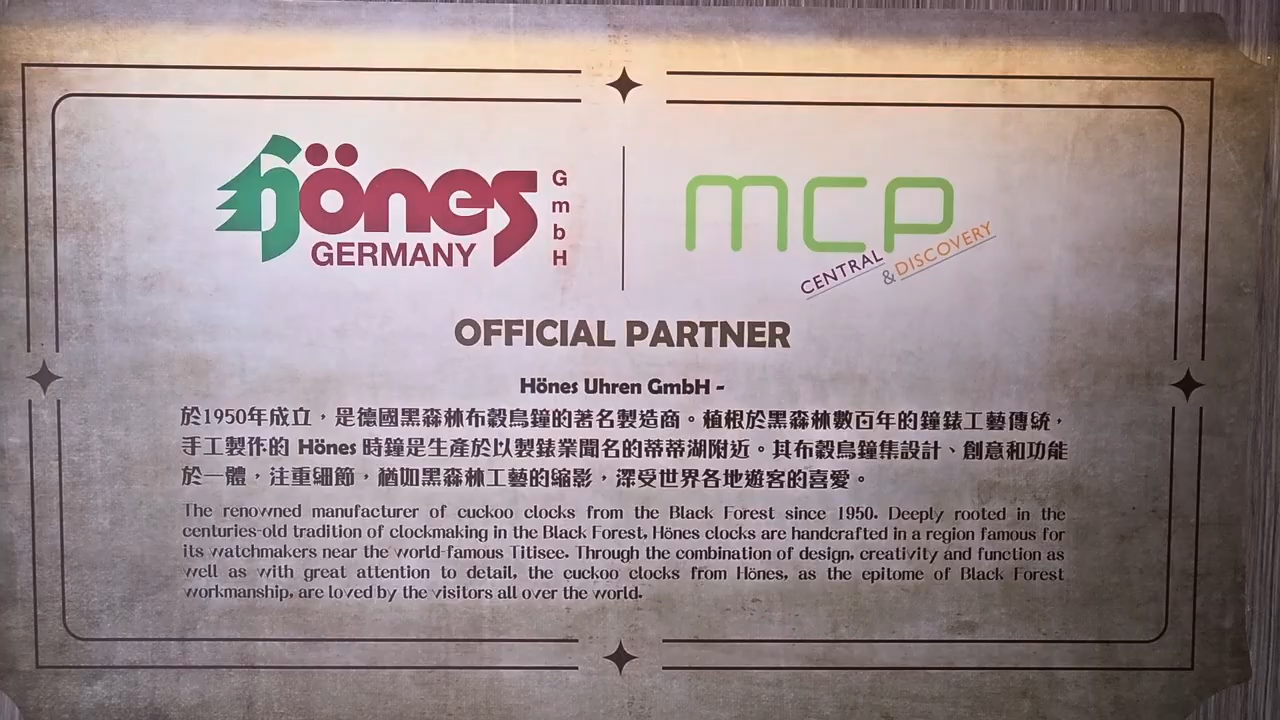 hönes GmbH
GERMANY
mcp
CENTRAL
&DISCOVERY
OFFICIAL PARTNER
Hönes Uhren GmbH -
於1950年成立，是德國黑森林布穀鳥鐘的著名製造商。植根於黑森林數百年的鐘錶工藝傳統，
手工製作的 Hönes 時鐘是生產於以製錶業聞名的蒂蒂湖附近。其布穀鳥鐘集設計、創意和功能
於一體，注重細節，猶如黑森林工藝的縮影，深受世界各地遊客的喜愛。
The renowned manufacturer of cuckoo clocks from the Black Forest since 1950. Deeply rooted in the
centuries-old tradition of clockmaking in the Black Forest, Hönes clocks are handcrafted in a region famous for
its watchmakers near the world-famous Titisee. Through the combination of design, creativity and function as
well as with great attention to detail, the cuckoo clocks from Hönes, as the epitome of Black Forest
workmanship, are loved by the visitors all over the world.